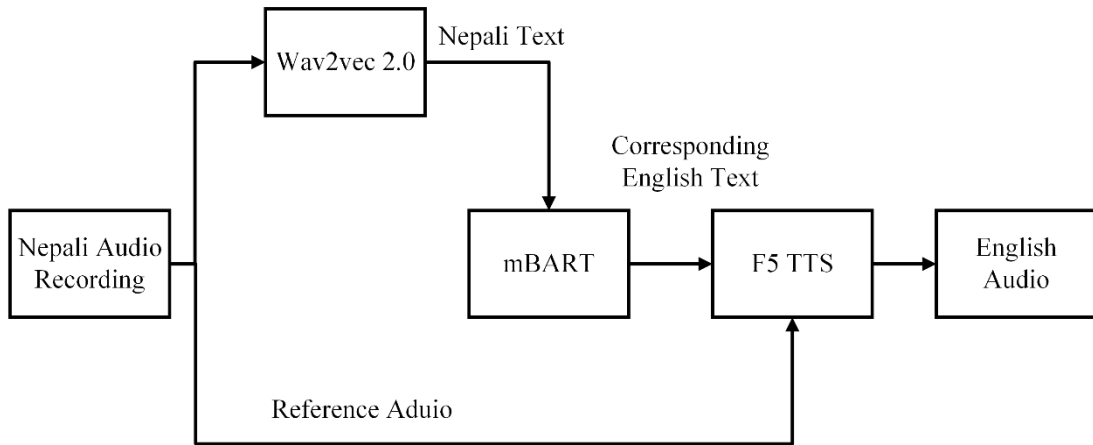 Nepali Text
Wav2vec 2.0
Corresponding
English Text
Nepali Audio
Recording
mBART
F5 TTS
English
Audio
Reference Aduio